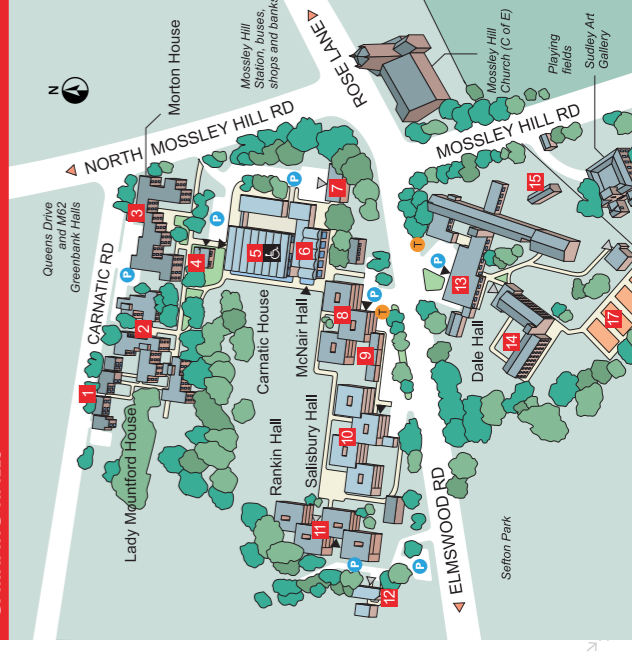 N
Morton House
Mossley Hill
Station, buses,
shops and banks
ROSE LANE
Mossley Hill
Church (C of E)
Playing
fields
Sudley Art
Gallery
Queens Drive
and M62
Greenbank Halls
NORTH MOSSLEY HILL RD
MOSSLEY HILL RD
CARNATIC RD
3
P
P
P
7
15
T
1
2
4
5
6
P
8
T
P
13
17
Lady Mountford House
Carnatic House
McNair Hall
9
Dale Hall
14
Rankin Hall
Salisbury Hall
10
11
P
P
12
ELMSWOOD RD
Sefton Park